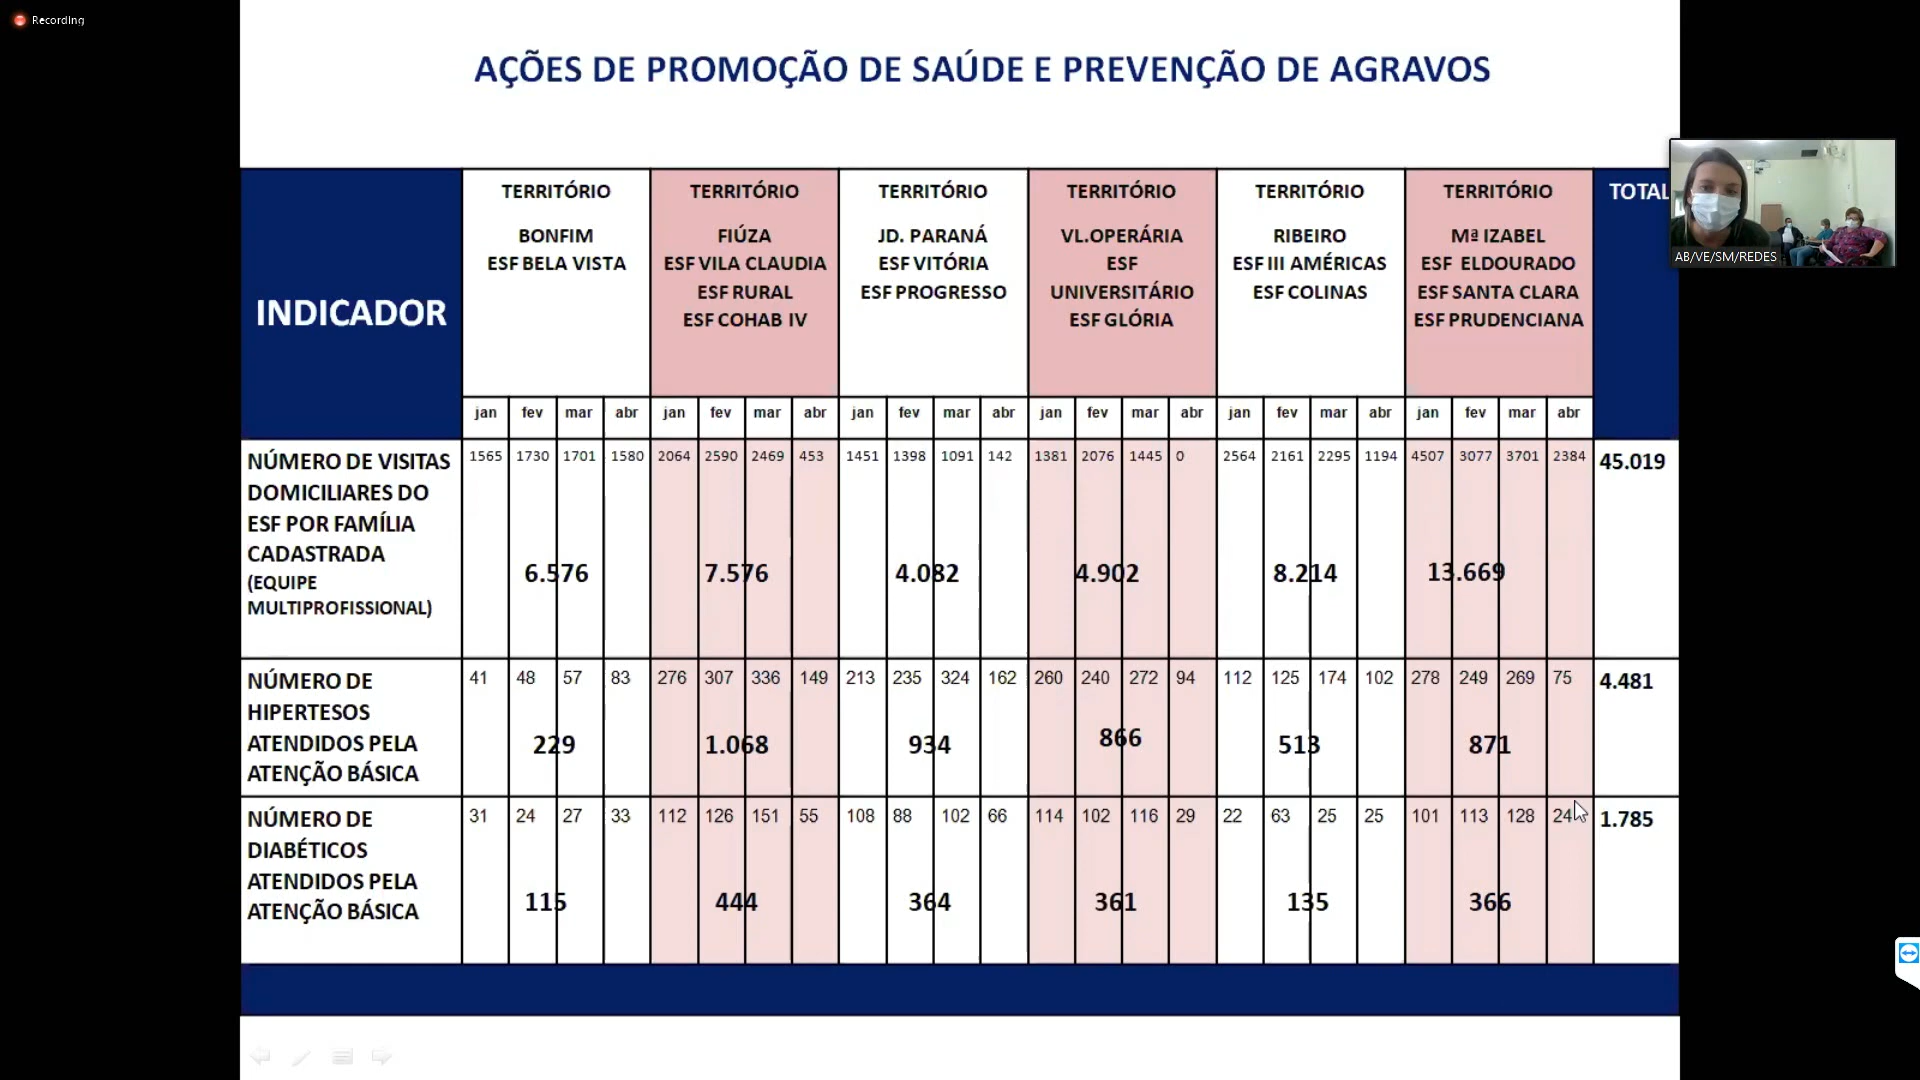 Recording
AÇÕES DE PROMOÇÃO DE SAÚDE E PREVENÇÃO DE AGRAVOS
INDICADOR
TERRITÓRIO
BONFIM
ESF BELA VISTA
TERRITÓRIO
FIÚZA
ESF VILA CLAUDIA
ESF RURAL
ESF COHAB IV
TERRITÓRIO
JD. PARANÁ
ESF VITÓRIA
ESF PROGRESSO
TERRITÓRIO
VL.OPERÁRIA
ESF
UNIVERSITÁRIO
ESF GLÓRIA
TERRITÓRIO
RIBEIRO
ESF III AMÉRICAS
ESF COLINAS
TERRITÓRIO
Mª IZABEL
ESF ELDOURADO
ESF SANTA CLARA
ESF PRUDENCIANA
TOTAL
AB/VE/SM/REDES
jan fev mar abr jan fev mar abr jan fev mar abr jan fev mar abr jan fev mar abr jan fev mar abr
NÚMERO DE VISITAS
DOMICILIARES DO
ESF POR FAMÍLIA
CADASTRADA
(EQUIPE
MULTIPROFISSIONAL)
1565 1730 1701 1580 2064 2590 2469 453 1451 1398 1091 142 1381 2076 1445 0 2564 2161 2295 1194 4507 3077 3701 2384 45.019
6.576 7.576 4.082 4.902 8.214 13.669
NÚMERO DE
HIPERTESOS
ATENDIDOS PELA
ATENÇÃO BÁSICA
41 48 57 83 276 307 336 149 213 235 324 162 260 240 272 94 112 125 174 102 278 249 269 75 4.481
229 1.068 934 866 513 871
NÚMERO DE
DIABÉTICOS
ATENDIDOS PELA
ATENÇÃO BÁSICA
31 24 27 33 112 126 151 55 108 88 102 66 114 102 116 29 22 63 25 25 101 113 128 24 1.785
115 444 364 361 135 366